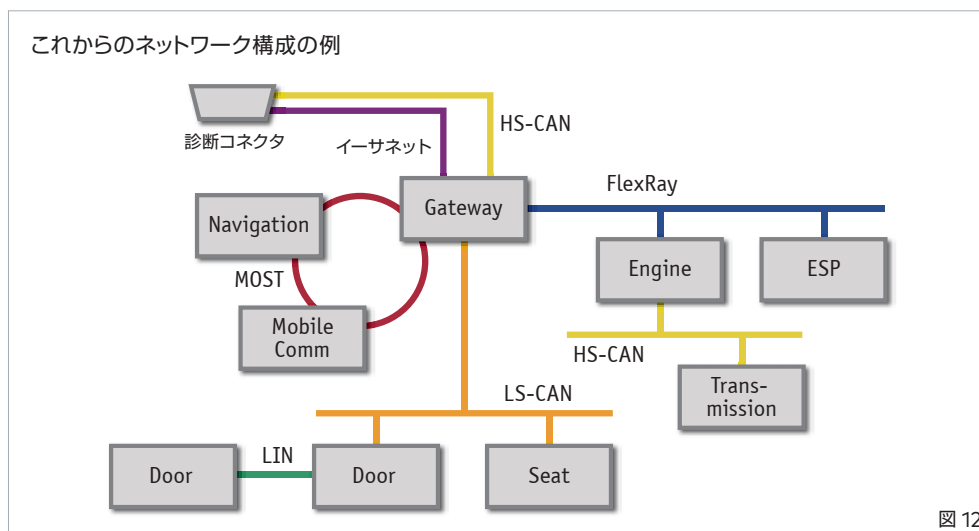 これからのネットワーク構成の例
HS-CAN
診断コネクタ
イーサネット
FlexRay
Gateway
Navigation
Engine
ESP
MOST
Mobile
Comm
HS-CAN
Trans-
mission
LS-CAN
LIN
Door
Door
Seat
図 12